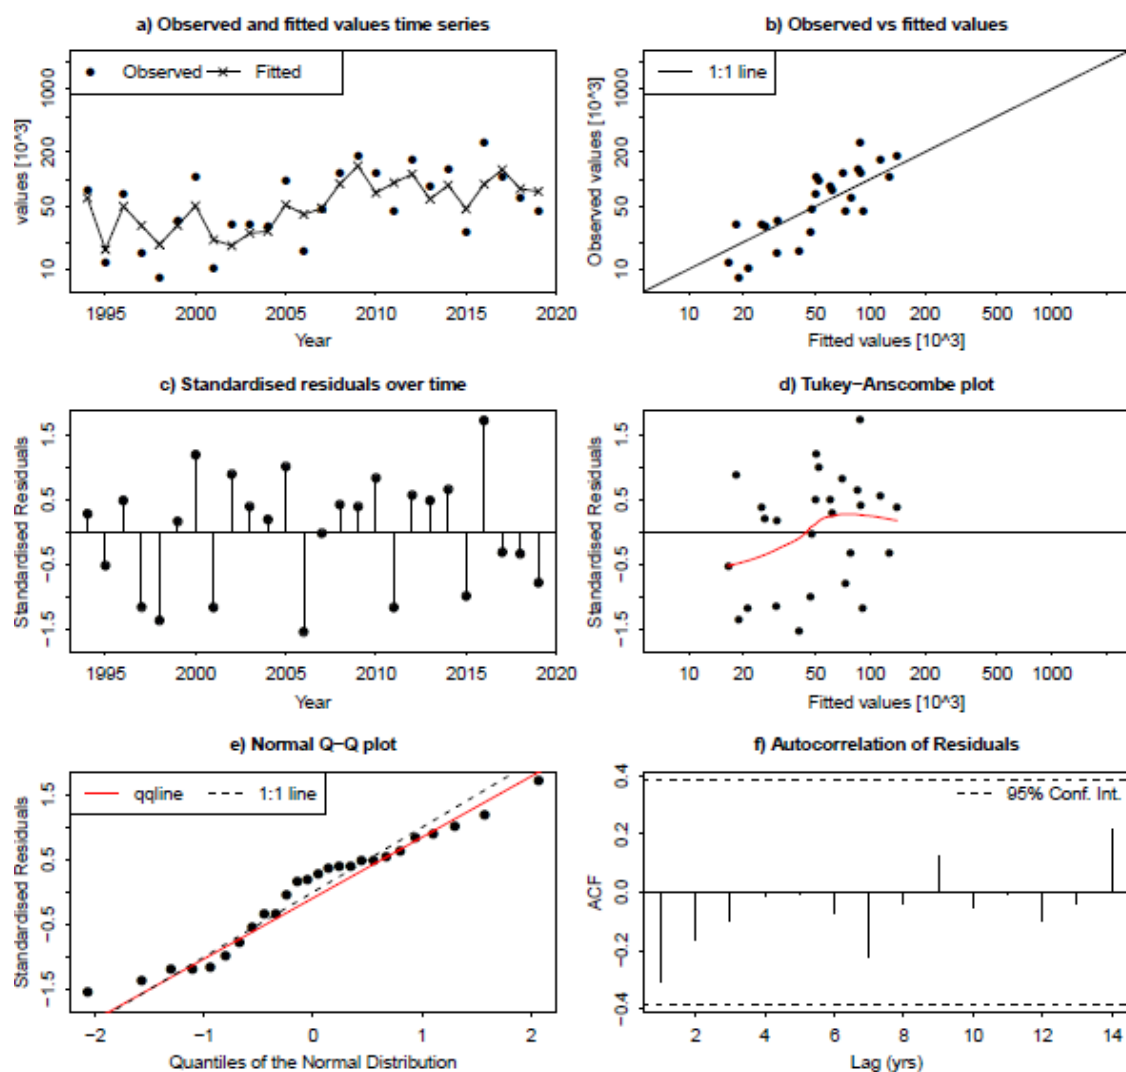 a) Observed and fitted values time series
Observed Fitted
values [10^3]
10 50 200 1000
1995 2000 2005 2010 2015 2020
Year
b) Observed vs fitted values
1:1 line
Observed values [10^3]
10 50 200 1000
10 20 50 100 200 500 1000
Fitted values [10^3]
c) Standardised residuals over time
Standardised Residuals
−1.5 −0.5 0.5 1.5
1995 2000 2005 2010 2015 2020
Year
d) Tukey−Anscombe plot
Standardised Residuals
−1.5 −0.5 0.5 1.5
10 20 50 100 200 500 1000
Fitted values [10^3]
e) Normal Q−Q plot
qqline 1:1 line
Standardised Residuals
−1.5 −0.5 0.5 1.5
−2 −1 0 1 2
Quantiles of the Normal Distribution
f) Autocorrelation of Residuals
95% Conf. Int.
ACF
−0.4 −0.2 0.0 0.2 0.4
2 4 6 8 10 12 14
Lag (yrs)